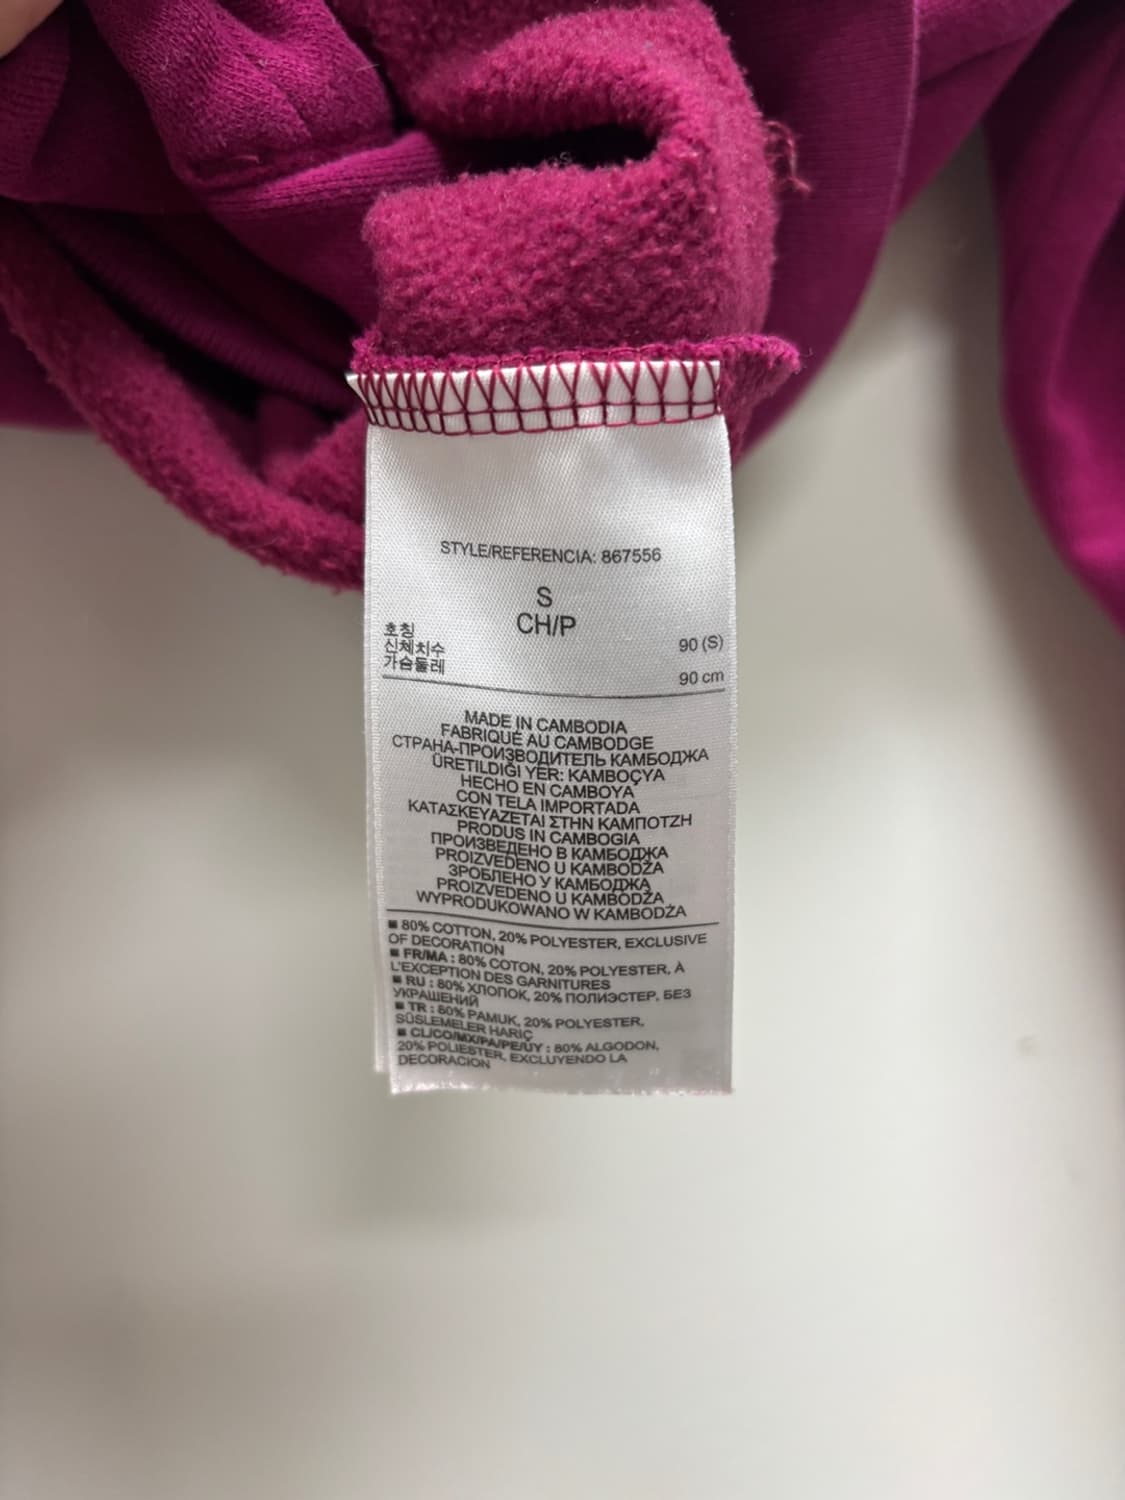 STYLE/REFERENCIA: 867556
S
CH/P
호칭 90 (S)
신체치수
가슴둘레 90 cm
MADE IN CAMBODIA
FABRIQUÉ AU CAMBODGE
СТРАНА-ПРОИЗВОДИТЕЛЬ КАМБОДЖА
ÜRETILDIĞI YER: KAMBOÇYA
HECHO EN CAMBOYA
CON TELA IMPORTADA
ΚΑΤΑΣΚΕΥΑΖΕΤΑΙ ΣΤΗΝ ΚΑΜΠΟΤΖΗ
PRODUS IN CAMBOGIA
ПРОИЗВЕДЕНО В КАМБОДЖА
PROIZVEDENO U KAMBODŽA
ЗРОБЛЕНО У КАМБОДЖА
PROIZVEDENO U KAMBODŽA
WYPRODUKOWANO W KAMBODŻA
■ 80% COTTON, 20% POLYESTER, EXCLUSIVE
OF DECORATION
■ FR/MA : 80% COTON, 20% POLYESTER, À
L'EXCEPTION DES GARNITURES
■ RU : 80% ХЛОПОК, 20% ПОЛИЭСТЕР, БЕЗ
УКРАШЕНИЙ
■ TR : 80% PAMUK, 20% POLYESTER,
SÜSLEMELER HARIÇ
■ CL/CO/MX/PA/PE/UY : 80% ALGODON,
20% POLIESTER, EXCLUYENDO LA
DECORACION